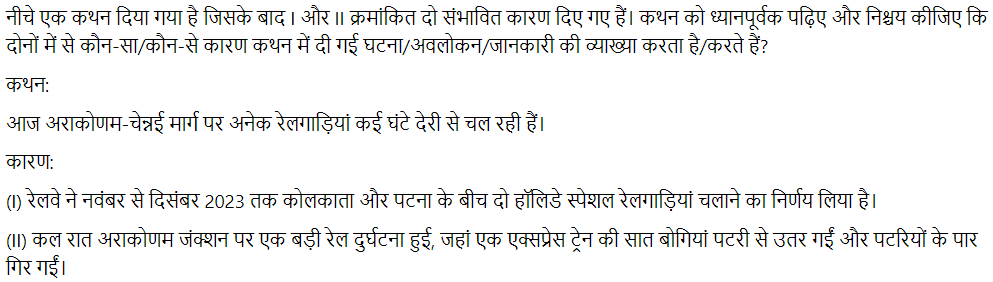 नीचे एक कथन दिया गया है जिसके बाद I और II क्रमांकित दो संभावित कारण दिए गए हैं। कथन को ध्यानपूर्वक पढ़िए और निश्चय कीजिए कि
दोनों में से कौन-सा/कौन-से कारण कथन में दी गई घटना/अवलोकन/जानकारी की व्याख्या करता है/करते हैं?
कथन:
आज अराकोणम-चेन्नई मार्ग पर अनेक रेलगाड़ियां कई घंटे देरी से चल रही हैं।
कारण:
(I) रेलवे ने नवंबर से दिसंबर 2023 तक कोलकाता और पटना के बीच दो हॉलिडे स्पेशल रेलगाड़ियां चलाने का निर्णय लिया है।
(II) कल रात अराकोणम जंक्शन पर एक बड़ी रेल दुर्घटना हुई, जहां एक एक्सप्रेस ट्रेन की सात बोगियां पटरी से उतर गईं और पटरियों के पार
गिर गईं।